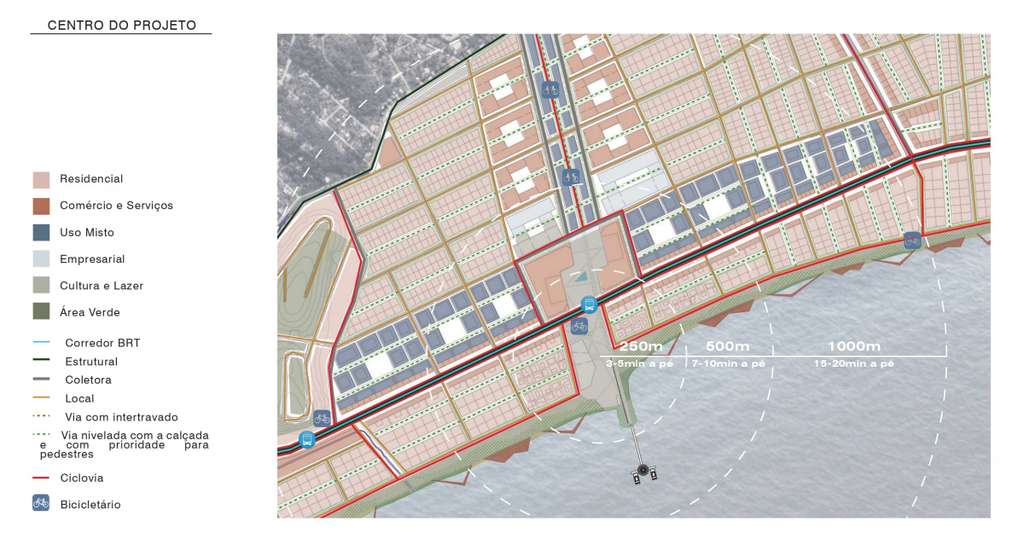 CENTRO DO PROJETO
Residencial
Comércio e Serviços
Uso Misto
Empresarial
Cultura e Lazer
Área Verde
Corredor BRT
Estrutural
Coletora
Local
Via com intertravado
Via nivelada com a calçada
e com prioridade para
pedestres
Ciclovia
Bicicletário
250m 500m 1000m
3-5min a pé 7-10min a pé 15-20min a pé